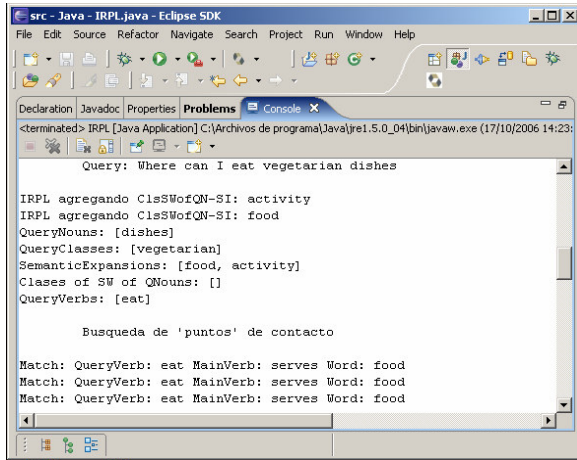 src - Java - IRPL.java - Eclipse SDK
File Edit Source Refactor Navigate Search Project Run Window Help
Declaration Javadoc Properties Problems Console
<terminated> IRPL [Java Application] C:\Archivos de programa\Java\jre1.5.0_04\bin\javaw.exe (17/10/2006 14:23:
Query: Where can I eat vegetarian dishes
IRPL agregando ClsSWofQN-SI: activity
IRPL agregando ClsSWofQN-SI: food
QueryNouns: [dishes]
QueryClasses: [vegetarian]
SemanticExpansions: [food, activity]
Clases of SW of QNouns: []
QueryVerbs: [eat]
Busqueda de 'puntos' de contacto
Match: QueryVerb: eat MainVerb: serves Word: food
Match: QueryVerb: eat MainVerb: serves Word: food
Match: QueryVerb: eat MainVerb: serves Word: food